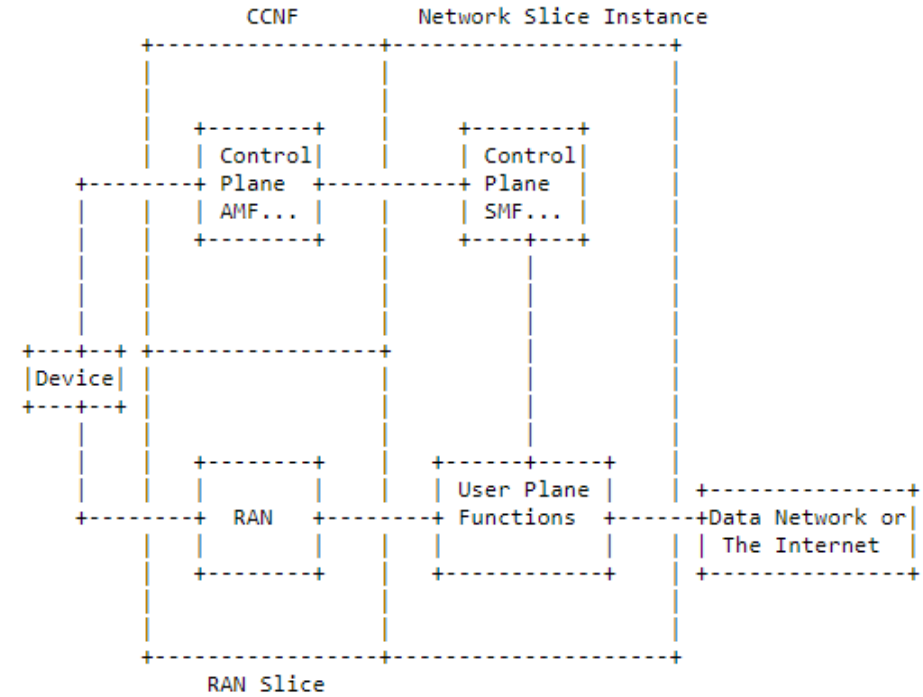 CCNF
Network Slice Instance
Control
Plane
AMF...
Control
Plane
SMF...
Device
RAN
User Plane
Functions
Data Network or
The Internet
RAN Slice